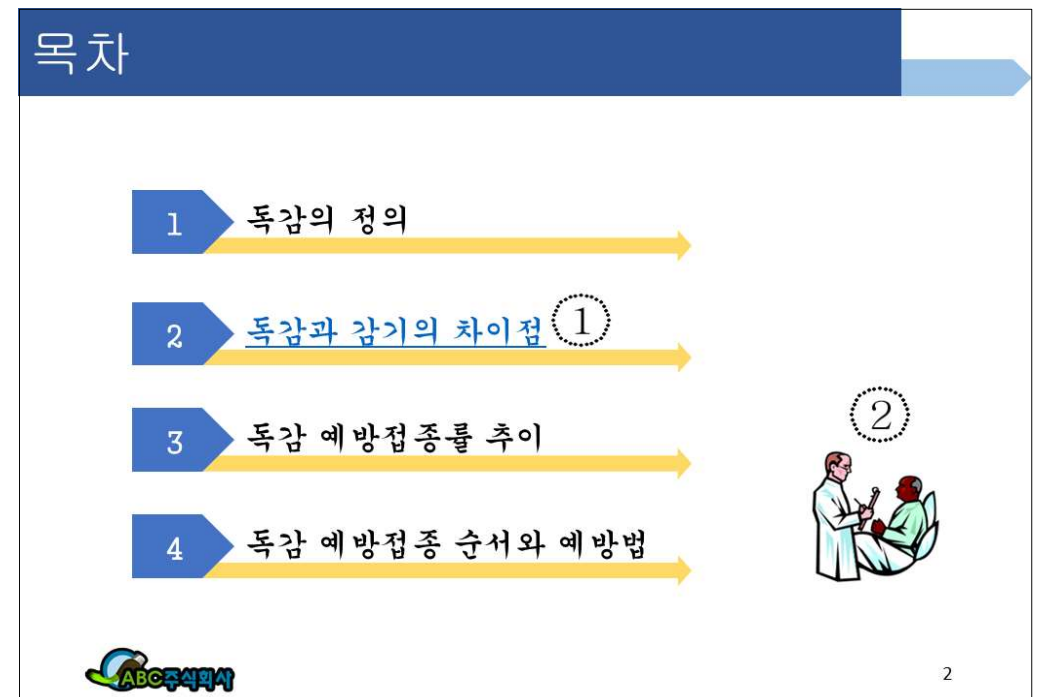 목차
1 독감의 정의
2 독감과 감기의 차이점 ①
3 독감 예방접종률 추이
②
4 독감 예방접종 순서와 예방법
ABC주식회사
2